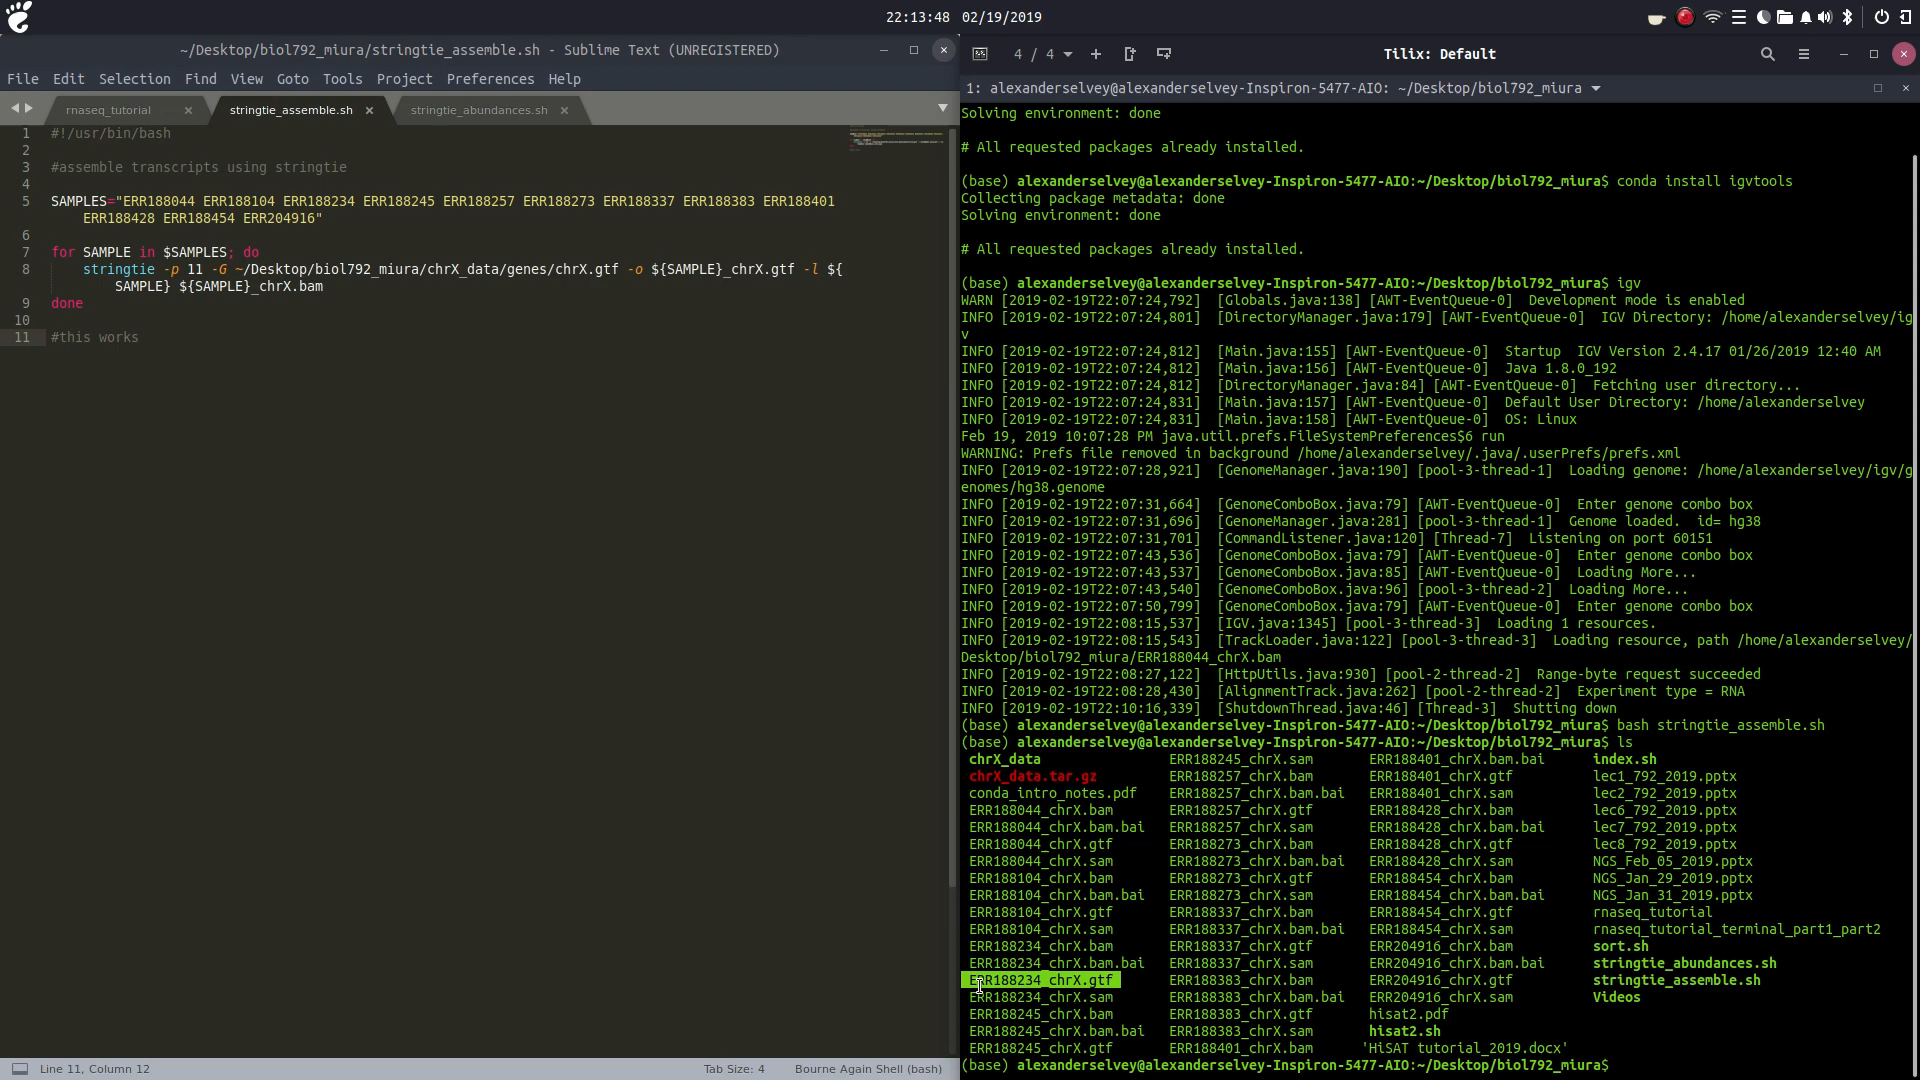 22:13:48 02/19/2019
~/Desktop/biol792_miura/stringtie_assemble.sh - Sublime Text (UNREGISTERED)
File Edit Selection Find View Goto Tools Project Preferences Help
rnaseq_tutorial stringtie_assemble.sh stringtie_abundances.sh
1 #!/usr/bin/bash
2
3 #assemble transcripts using stringtie
4
5 SAMPLES="ERR188044 ERR188104 ERR188234 ERR188245 ERR188257 ERR188273 ERR188337 ERR188383 ERR188401
ERR188428 ERR188454 ERR204916"
6
7 for SAMPLE in $SAMPLES; do
8 stringtie -p 11 -G ~/Desktop/biol792_miura/chrX_data/genes/chrX.gtf -o ${SAMPLE}_chrX.gtf -l ${
SAMPLE} ${SAMPLE}_chrX.bam
9 done
10
11 #this works
Line 11, Column 12 Tab Size: 4 Bourne Again Shell (bash)
4 / 4 Tilix: Default
1: alexanderselvey@alexanderselvey-Inspiron-5477-AIO: ~/Desktop/biol792_miura
Solving environment: done
# All requested packages already installed.
(base) alexanderselvey@alexanderselvey-Inspiron-5477-AIO:~/Desktop/biol792_miura$ conda install igvtools
Collecting package metadata: done
Solving environment: done
# All requested packages already installed.
(base) alexanderselvey@alexanderselvey-Inspiron-5477-AIO:~/Desktop/biol792_miura$ igv
WARN [2019-02-19T22:07:24,792] [Globals.java:138] [AWT-EventQueue-0] Development mode is enabled
INFO [2019-02-19T22:07:24,801] [DirectoryManager.java:179] [AWT-EventQueue-0] IGV Directory: /home/alexanderselvey/ig
v
INFO [2019-02-19T22:07:24,812] [Main.java:155] [AWT-EventQueue-0] Startup IGV Version 2.4.17 01/26/2019 12:40 AM
INFO [2019-02-19T22:07:24,812] [Main.java:156] [AWT-EventQueue-0] Java 1.8.0_192
INFO [2019-02-19T22:07:24,812] [DirectoryManager.java:84] [AWT-EventQueue-0] Fetching user directory...
INFO [2019-02-19T22:07:24,831] [Main.java:157] [AWT-EventQueue-0] Default User Directory: /home/alexanderselvey
INFO [2019-02-19T22:07:24,831] [Main.java:158] [AWT-EventQueue-0] OS: Linux
Feb 19, 2019 10:07:28 PM java.util.prefs.FileSystemPreferences$6 run
WARNING: Prefs file removed in background /home/alexanderselvey/.java/.userPrefs/prefs.xml
INFO [2019-02-19T22:07:28,921] [GenomeManager.java:190] [pool-3-thread-1] Loading genome: /home/alexanderselvey/igv/g
enomes/hg38.genome
INFO [2019-02-19T22:07:31,664] [GenomeComboBox.java:79] [AWT-EventQueue-0] Enter genome combo box
INFO [2019-02-19T22:07:31,696] [GenomeManager.java:281] [pool-3-thread-1] Genome loaded. id= hg38
INFO [2019-02-19T22:07:31,701] [CommandListener.java:120] [Thread-7] Listening on port 60151
INFO [2019-02-19T22:07:43,536] [GenomeComboBox.java:79] [AWT-EventQueue-0] Enter genome combo box
INFO [2019-02-19T22:07:43,537] [GenomeComboBox.java:85] [AWT-EventQueue-0] Loading More...
INFO [2019-02-19T22:07:43,540] [GenomeComboBox.java:96] [pool-3-thread-2] Loading More...
INFO [2019-02-19T22:07:50,799] [GenomeComboBox.java:79] [AWT-EventQueue-0] Enter genome combo box
INFO [2019-02-19T22:08:15,537] [IGV.java:1345] [pool-3-thread-3] Loading 1 resources.
INFO [2019-02-19T22:08:15,543] [TrackLoader.java:122] [pool-3-thread-3] Loading resource, path /home/alexanderselvey/
Desktop/biol792_miura/ERR188044_chrX.bam
INFO [2019-02-19T22:08:27,122] [HttpUtils.java:930] [pool-2-thread-2] Range-byte request succeeded
INFO [2019-02-19T22:08:28,430] [AlignmentTrack.java:262] [pool-2-thread-2] Experiment type = RNA
INFO [2019-02-19T22:10:16,339] [ShutdownThread.java:46] [Thread-3] Shutting down
(base) alexanderselvey@alexanderselvey-Inspiron-5477-AIO:~/Desktop/biol792_miura$ bash stringtie_assemble.sh
(base) alexanderselvey@alexanderselvey-Inspiron-5477-AIO:~/Desktop/biol792_miura$ ls
chrX_data ERR188245_chrX.sam ERR188401_chrX.bam.bai index.sh
chrX_data.tar.gz ERR188257_chrX.bam ERR188401_chrX.gtf lec1_792_2019.pptx
conda_intro_notes.pdf ERR188257_chrX.bam.bai ERR188401_chrX.sam lec2_792_2019.pptx
ERR188044_chrX.bam ERR188257_chrX.gtf ERR188428_chrX.bam lec6_792_2019.pptx
ERR188044_chrX.bam.bai ERR188257_chrX.sam ERR188428_chrX.bam.bai lec7_792_2019.pptx
ERR188044_chrX.gtf ERR188273_chrX.bam ERR188428_chrX.gtf lec8_792_2019.pptx
ERR188044_chrX.sam ERR188273_chrX.bam.bai ERR188428_chrX.sam NGS_Feb_05_2019.pptx
ERR188104_chrX.bam ERR188273_chrX.gtf ERR188454_chrX.bam NGS_Jan_29_2019.pptx
ERR188104_chrX.bam.bai ERR188273_chrX.sam ERR188454_chrX.bam.bai NGS_Jan_31_2019.pptx
ERR188104_chrX.gtf ERR188337_chrX.bam ERR188454_chrX.gtf rnaseq_tutorial
ERR188104_chrX.sam ERR188337_chrX.bam.bai ERR188454_chrX.sam rnaseq_tutorial_terminal_part1_part2
ERR188234_chrX.bam ERR188337_chrX.gtf ERR204916_chrX.bam sort.sh
ERR188234_chrX.bam.bai ERR188337_chrX.sam ERR204916_chrX.bam.bai stringtie_abundances.sh
ERR188234_chrX.gtf ERR188383_chrX.bam ERR204916_chrX.gtf stringtie_assemble.sh
ERR188234_chrX.sam ERR188383_chrX.bam.bai ERR204916_chrX.sam Videos
ERR188245_chrX.bam ERR188383_chrX.gtf hisat2.pdf
ERR188245_chrX.bam.bai ERR188383_chrX.sam hisat2.sh
ERR188245_chrX.gtf ERR188401_chrX.bam 'HiSAT tutorial_2019.docx'
(base) alexanderselvey@alexanderselvey-Inspiron-5477-AIO:~/Desktop/biol792_miura$